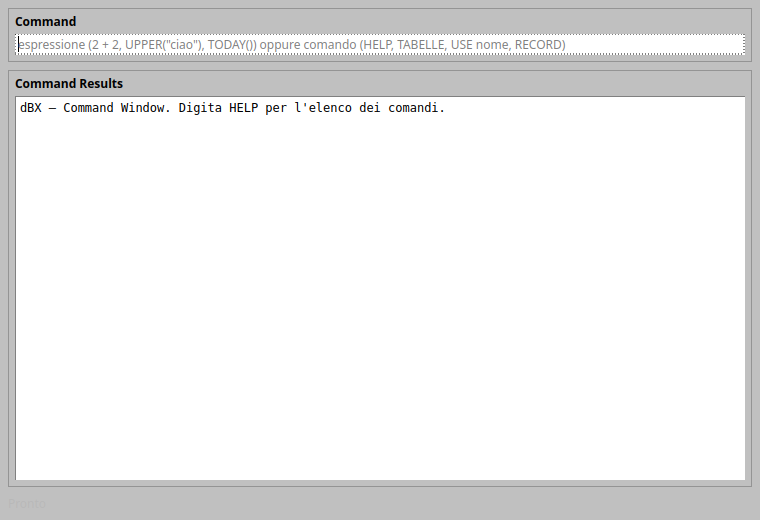 Command
espressione (2 + 2, UPPER("ciao"), TODAY()) oppure comando (HELP, TABELLE, USE nome, RECORD)
Command Results
dBX — Command Window. Digita HELP per l'elenco dei comandi.
Pronto